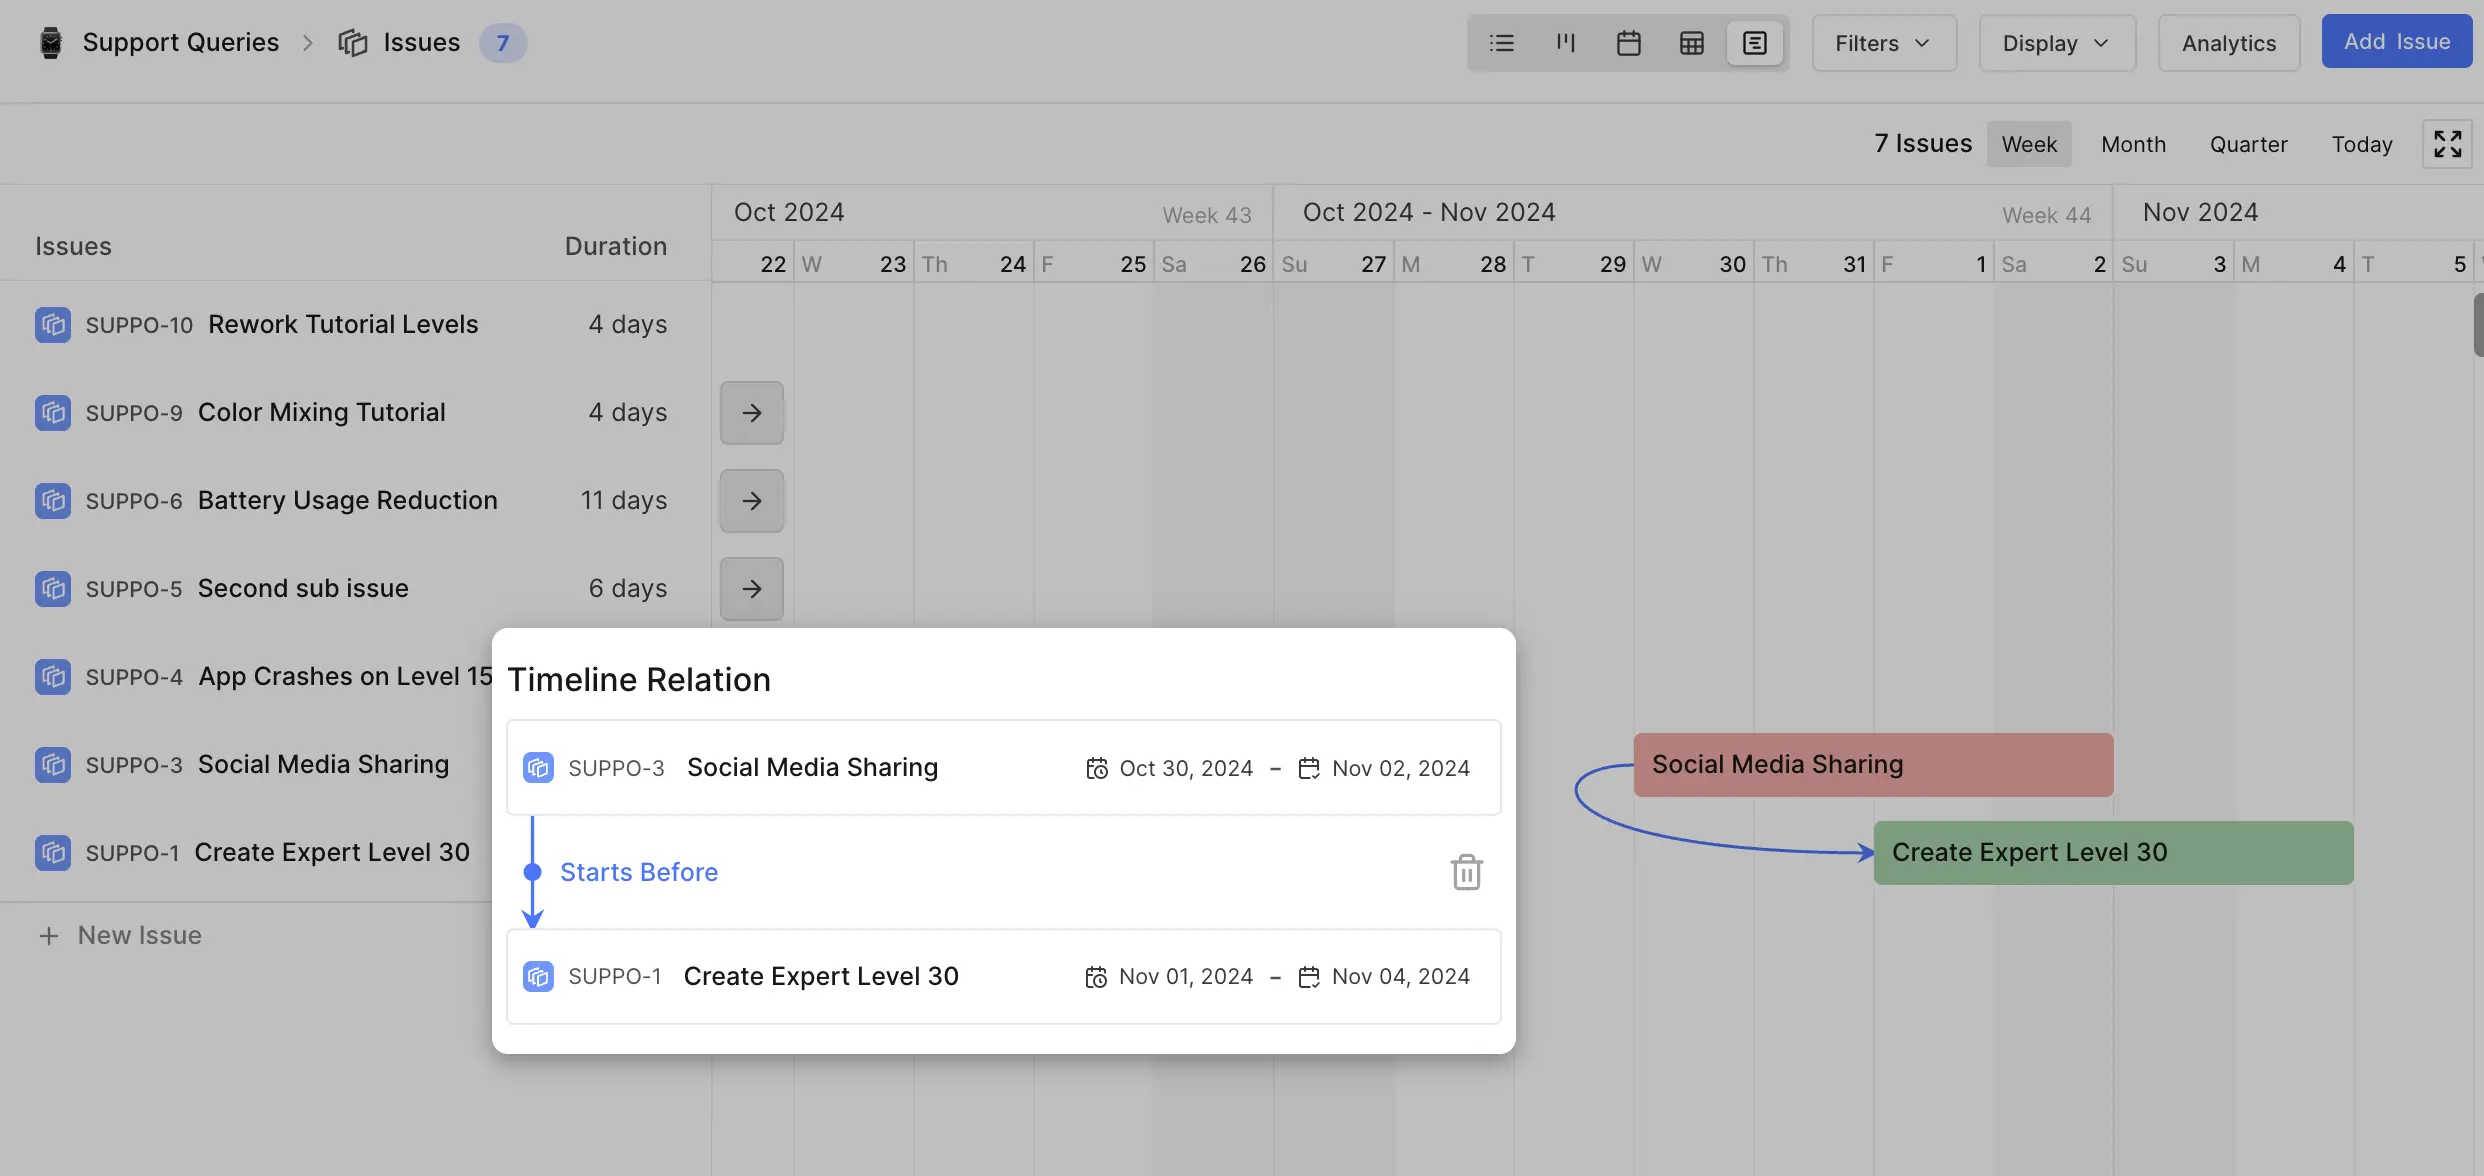 Support Queries > Issues 7
Filters Display Analytics Add Issue
7 Issues Week Month Quarter Today
Issues Duration
Oct 2024 Week 43 Oct 2024 - Nov 2024 Week 44 Nov 2024
22 W 23 Th 24 F 25 Sa 26 Su 27 M 28 T 29 W 30 Th 31 F 1 Sa 2 Su 3 M 4 T 5
SUPPO-10 Rework Tutorial Levels 4 days
SUPPO-9 Color Mixing Tutorial 4 days
SUPPO-6 Battery Usage Reduction 11 days
SUPPO-5 Second sub issue 6 days
SUPPO-4 App Crashes on Level 15
SUPPO-3 Social Media Sharing
SUPPO-1 Create Expert Level 30
+ New Issue
Timeline Relation
SUPPO-3 Social Media Sharing Oct 30, 2024 – Nov 02, 2024
Starts Before
SUPPO-1 Create Expert Level 30 Nov 01, 2024 – Nov 04, 2024
Social Media Sharing
Create Expert Level 30